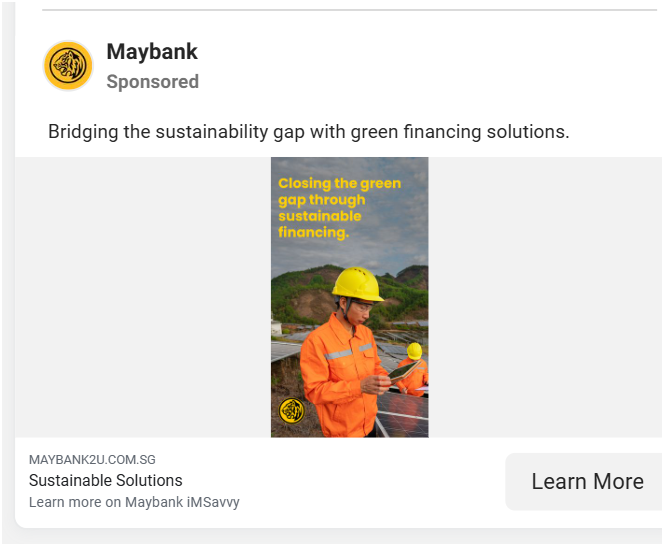 Maybank
Sponsored
Bridging the sustainability gap with green financing solutions.
Closing the green
gap through
sustainable
financing.
MAYBANK2U.COM.SG
Sustainable Solutions
Learn more on Maybank iMSavvy
Learn More